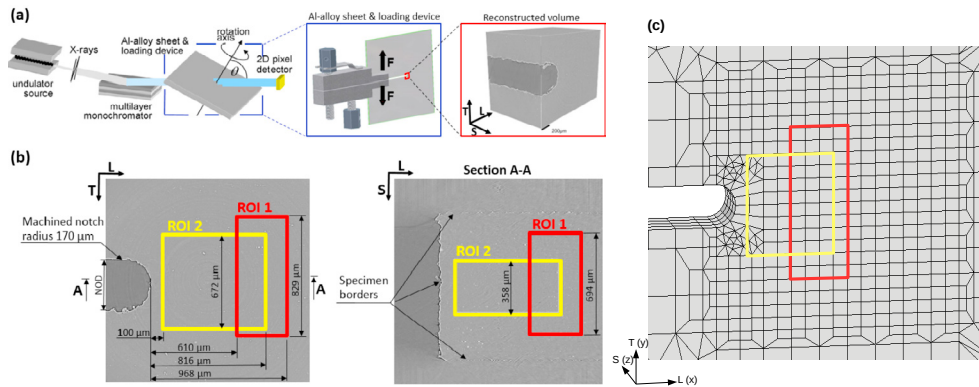 (a)
X-rays
undulator
source
multilayer
monochromator
Al-alloy sheet &
loading device
rotation
axis
θ
2D pixel
detector
Al-alloy sheet & loading device
F
F
Reconstructed volume
T
L
S
200µm
(b)
L
T
Machined notch
radius 170 µm
NOD
A
A
ROI 2
ROI 1
672 µm
829 µm
100 µm
610 µm
816 µm
968 µm
L
S
Section A-A
Specimen
borders
ROI 2
ROI 1
358 µm
694 µm
(c)
T (y)
S (z)
L (x)